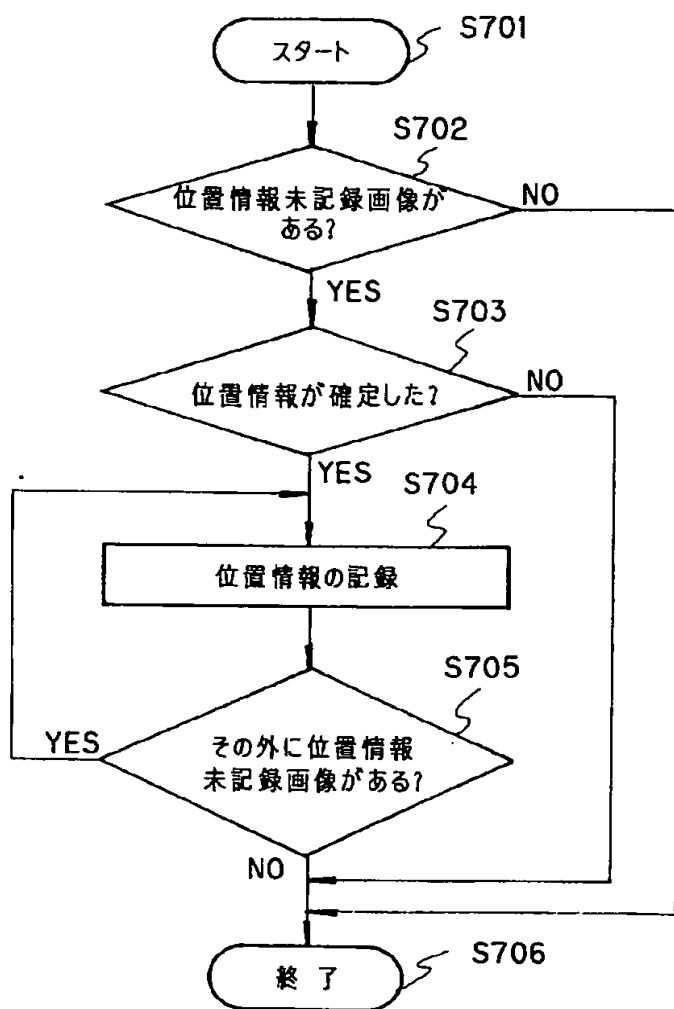 スタート
S701
S702
位置情報未記録画像が
ある?
NO
YES
S703
位置情報が確定した?
NO
YES
S704
位置情報の記録
S705
YES
その外に位置情報
未記録画像がある?
NO
終了
S706